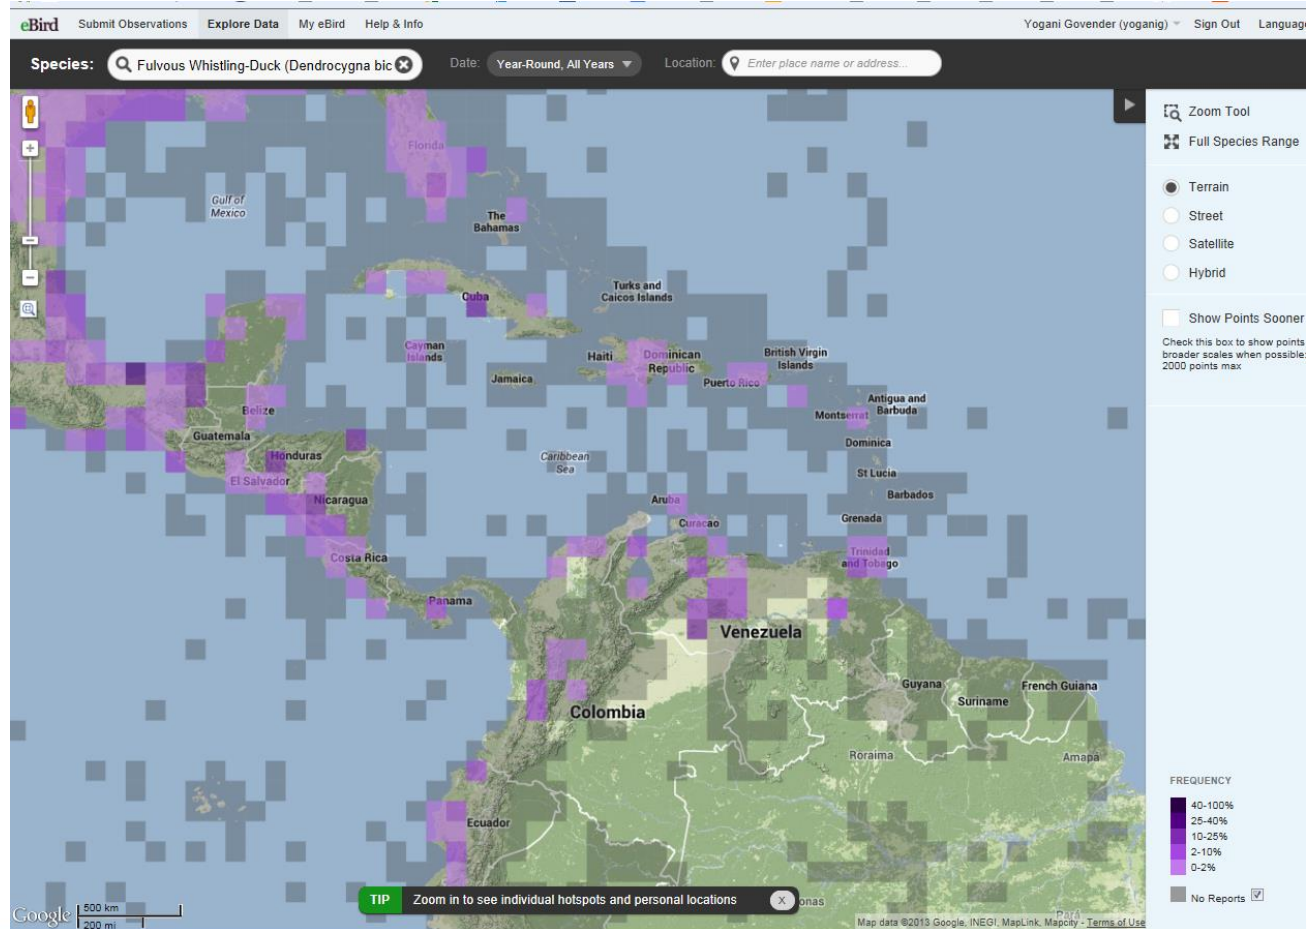 eBird Submit Observations Explore Data My eBird Help & Info Yogani Govender (yoganig) Sign Out Language
Species: Fulvous Whistling-Duck (Dendrocygna bic Date: Year-Round, All Years Location: Enter place name or address...
Zoom Tool
Full Species Range
Terrain
Street
Satellite
Hybrid
Show Points Sooner
Check this box to show points
broader scales when possible;
2000 points max
Florida
Gulf of
Mexico
The
Bahamas
Turks and
Caicos Islands
Cuba
Cayman
Islands
Haiti
Dominican
Republic
British Virgin
Islands
Jamaica
Puerto Rico
Antigua and
Barbuda
Montserrat
Belize
Guatemala
Honduras
Dominica
Caribbean
Sea
El Salvador
St Lucia
Nicaragua
Aruba
Barbados
Curacao
Grenada
Costa Rica
Trinidad
and Tobago
Panama
Venezuela
Guyana
French Guiana
Suriname
Colombia
Roraima
Amapa
Ecuador
FREQUENCY
40-100%
25-40%
10-25%
2-10%
0-2%
No Reports
TIP Zoom in to see individual hotspots and personal locations X
onas
Pará
Google
500 km
200 mi
Map data ©2013 Google, INEGI, MapLink, Mapcity - Terms of Use